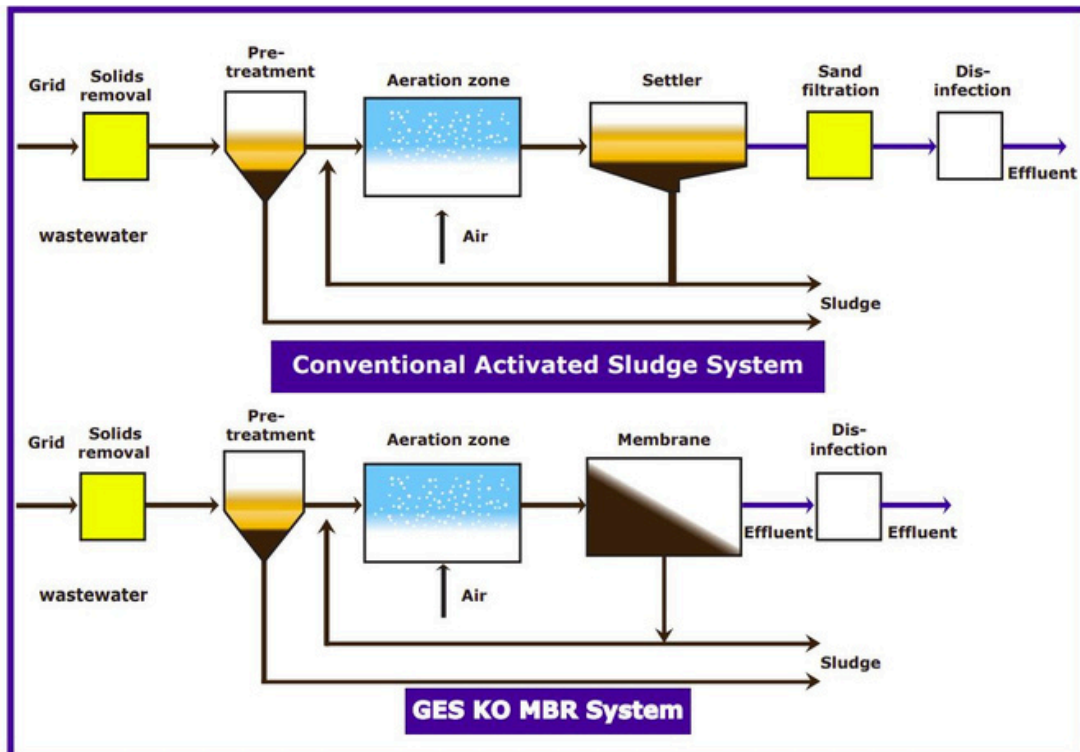 Grid
Solids
removal
Pre-
treatment
Aeration zone
Settler
Sand
filtration
Dis-
infection
Effluent
wastewater
Air
Sludge
Conventional Activated Sludge System
Grid
Solids
removal
Pre-
treatment
Aeration zone
Membrane
Dis-
infection
Effluent
Effluent
wastewater
Air
Sludge
GES KO MBR System